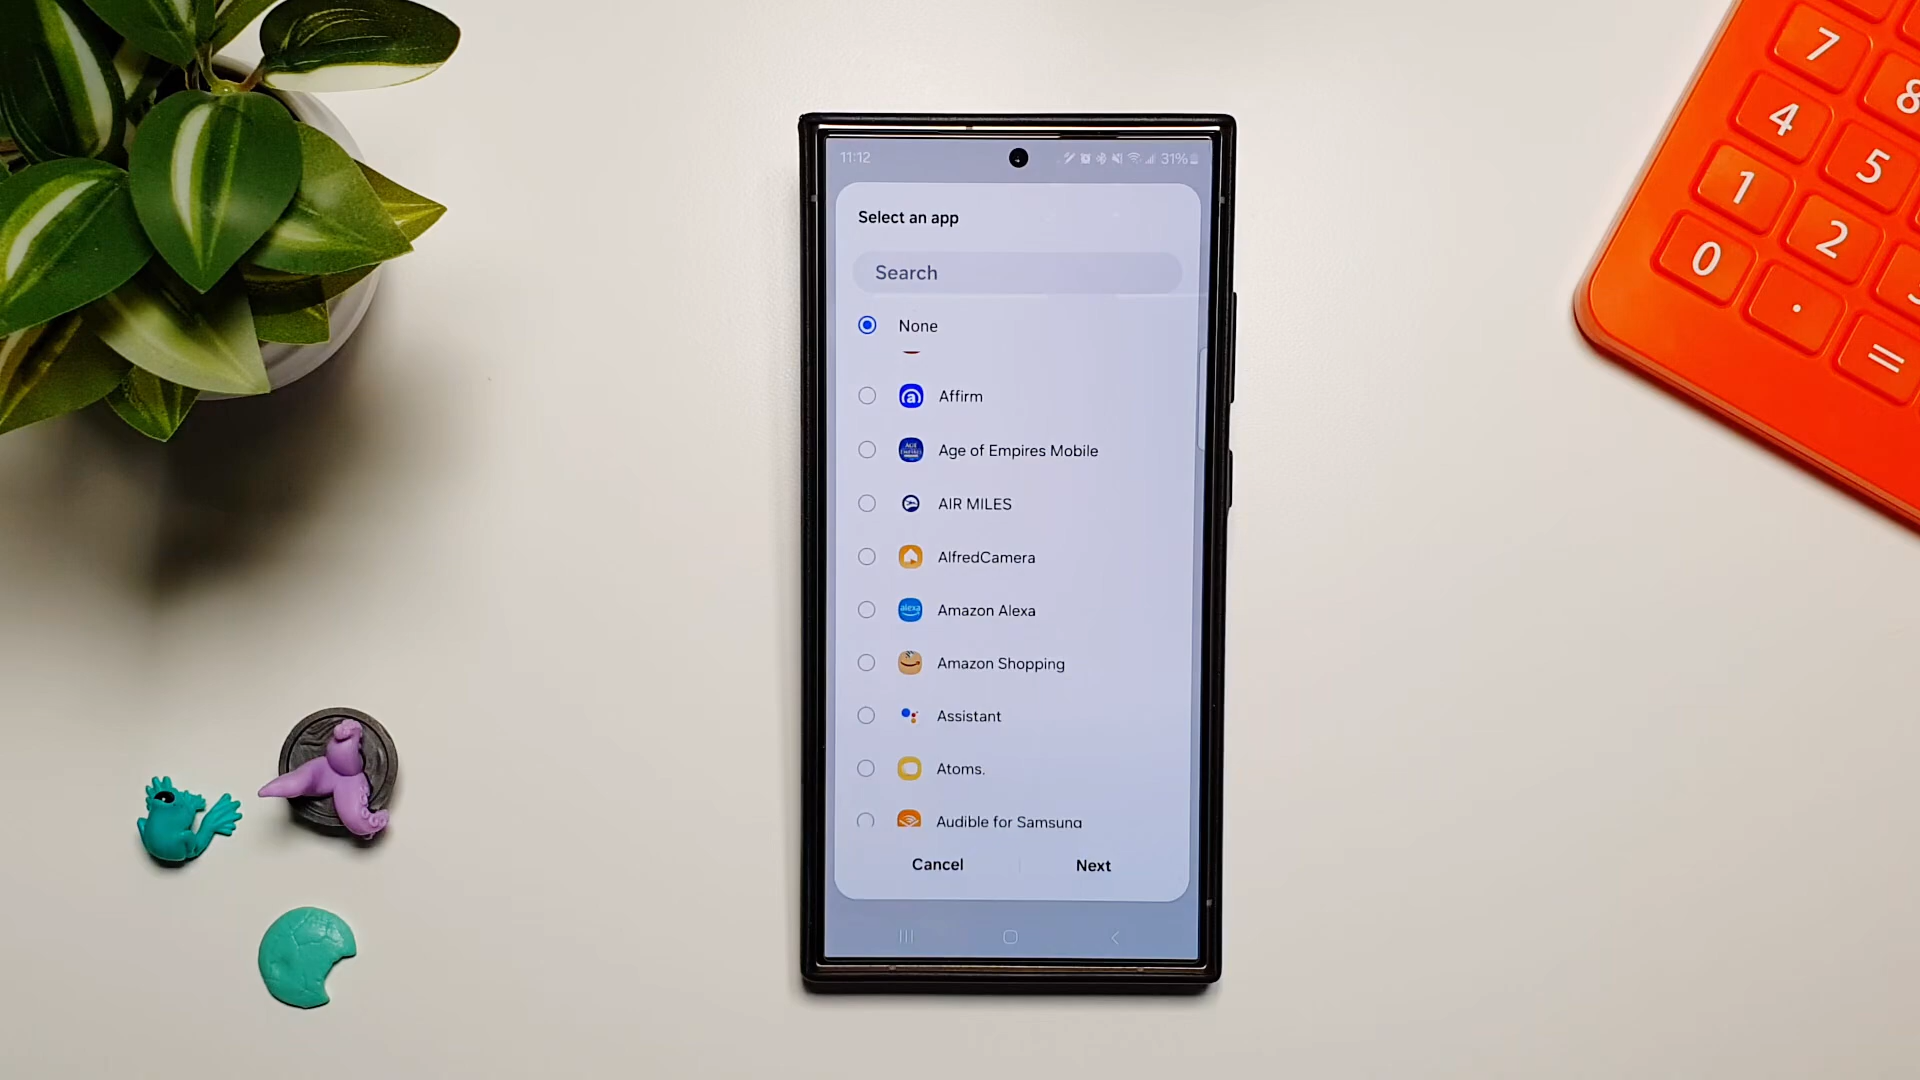 11:12
31%
Select an app
Search
None
Affirm
Age of Empires Mobile
AIR MILES
AlfredCamera
alexa
Amazon Alexa
Amazon Shopping
Assistant
Atoms.
Audible for Samsung
Cancel
Next
7
8
4
5
1
2
0
.
=